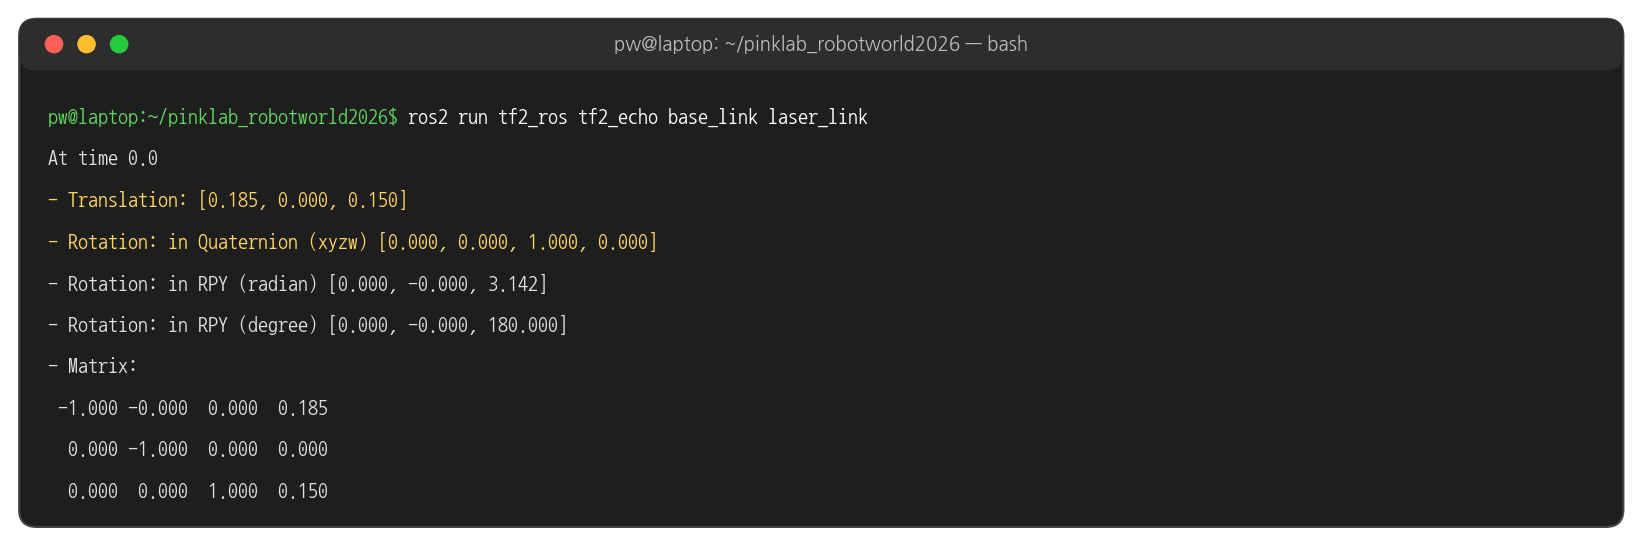 pw@laptop: ~/pinklab_robotworld2026 — bash
pw@laptop:~/pinklab_robotworld2026$ ros2 run tf2_ros tf2_echo base_link laser_link
At time 0.0
- Translation: [0.185, 0.000, 0.150]
- Rotation: in Quaternion (xyzw) [0.000, 0.000, 1.000, 0.000]
- Rotation: in RPY (radian) [0.000, -0.000, 3.142]
- Rotation: in RPY (degree) [0.000, -0.000, 180.000]
- Matrix:
 -1.000 -0.000  0.000  0.185
  0.000 -1.000  0.000  0.000
  0.000  0.000  1.000  0.150